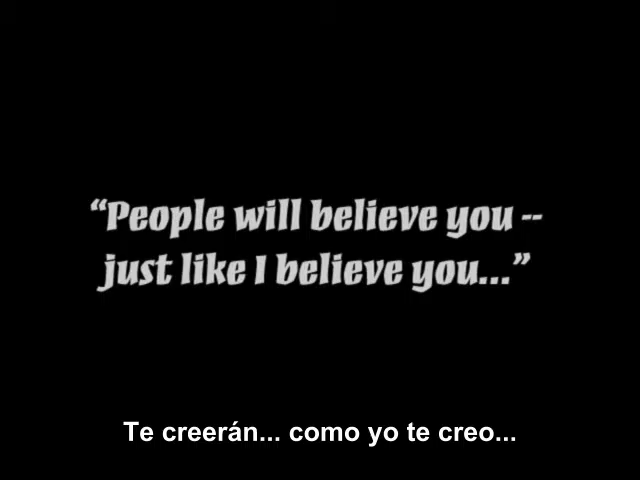 “People will believe you --
just like I believe you...”
Te creerán... como yo te creo...